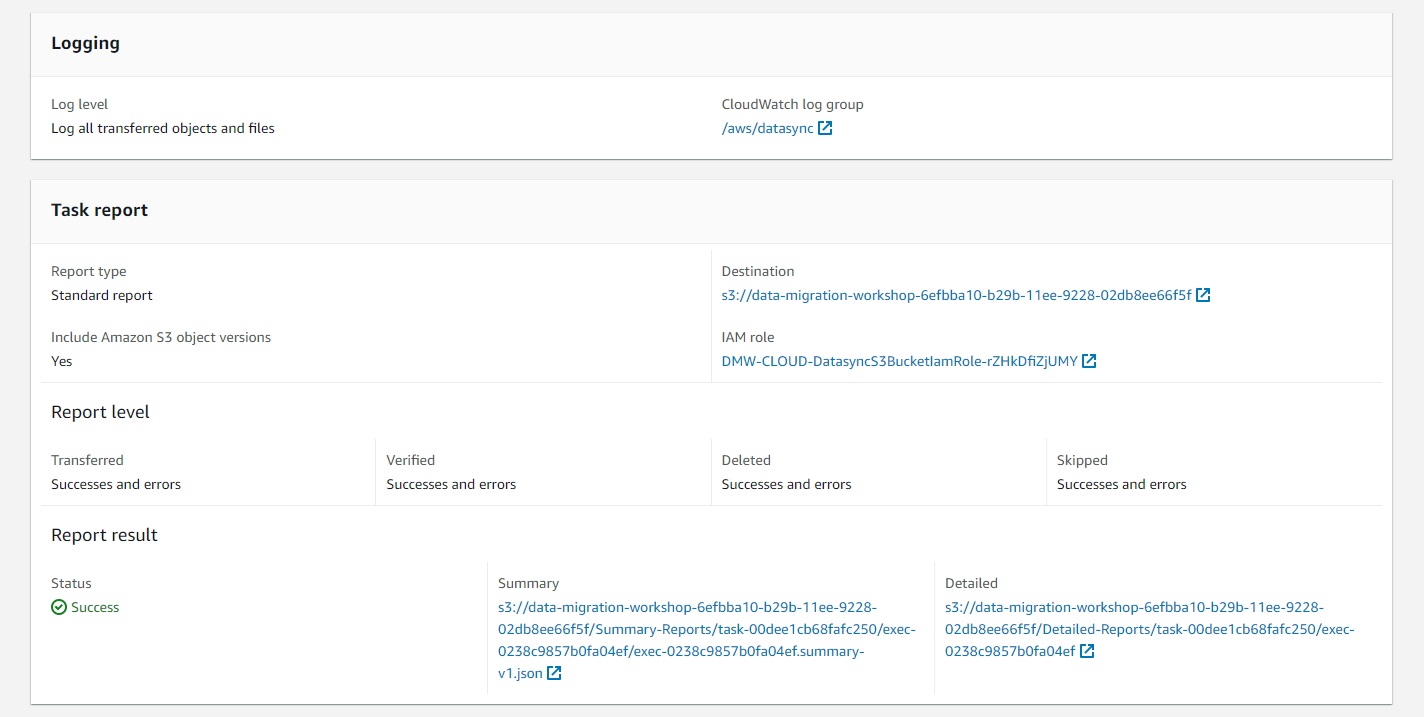 Logging
Log level
CloudWatch log group
Log all transferred objects and files
/aws/datasync
Task report
Report type
Destination
Standard report
s3://data-migration-workshop-6efbba10-b29b-11ee-9228-02db8ee66f5f
Include Amazon S3 object versions
IAM role
Yes
DMW-CLOUD-DatasyncS3BucketIamRole-rZHkDfiZjUMY
Report level
Transferred
Verified
Deleted
Skipped
Successes and errors
Successes and errors
Successes and errors
Successes and errors
Report result
Status
Success
Summary
s3://data-migration-workshop-6efbba10-b29b-11ee-9228-
02db8ee66f5f/Summary-Reports/task-00dee1cb68fafc250/exec-
0238c9857b0fa04ef/exec-0238c9857b0fa04ef.summary-
v1.json
Detailed
s3://data-migration-workshop-6efbba10-b29b-11ee-9228-
02db8ee66f5f/Detailed-Reports/task-00dee1cb68fafc250/exec-
0238c9857b0fa04ef